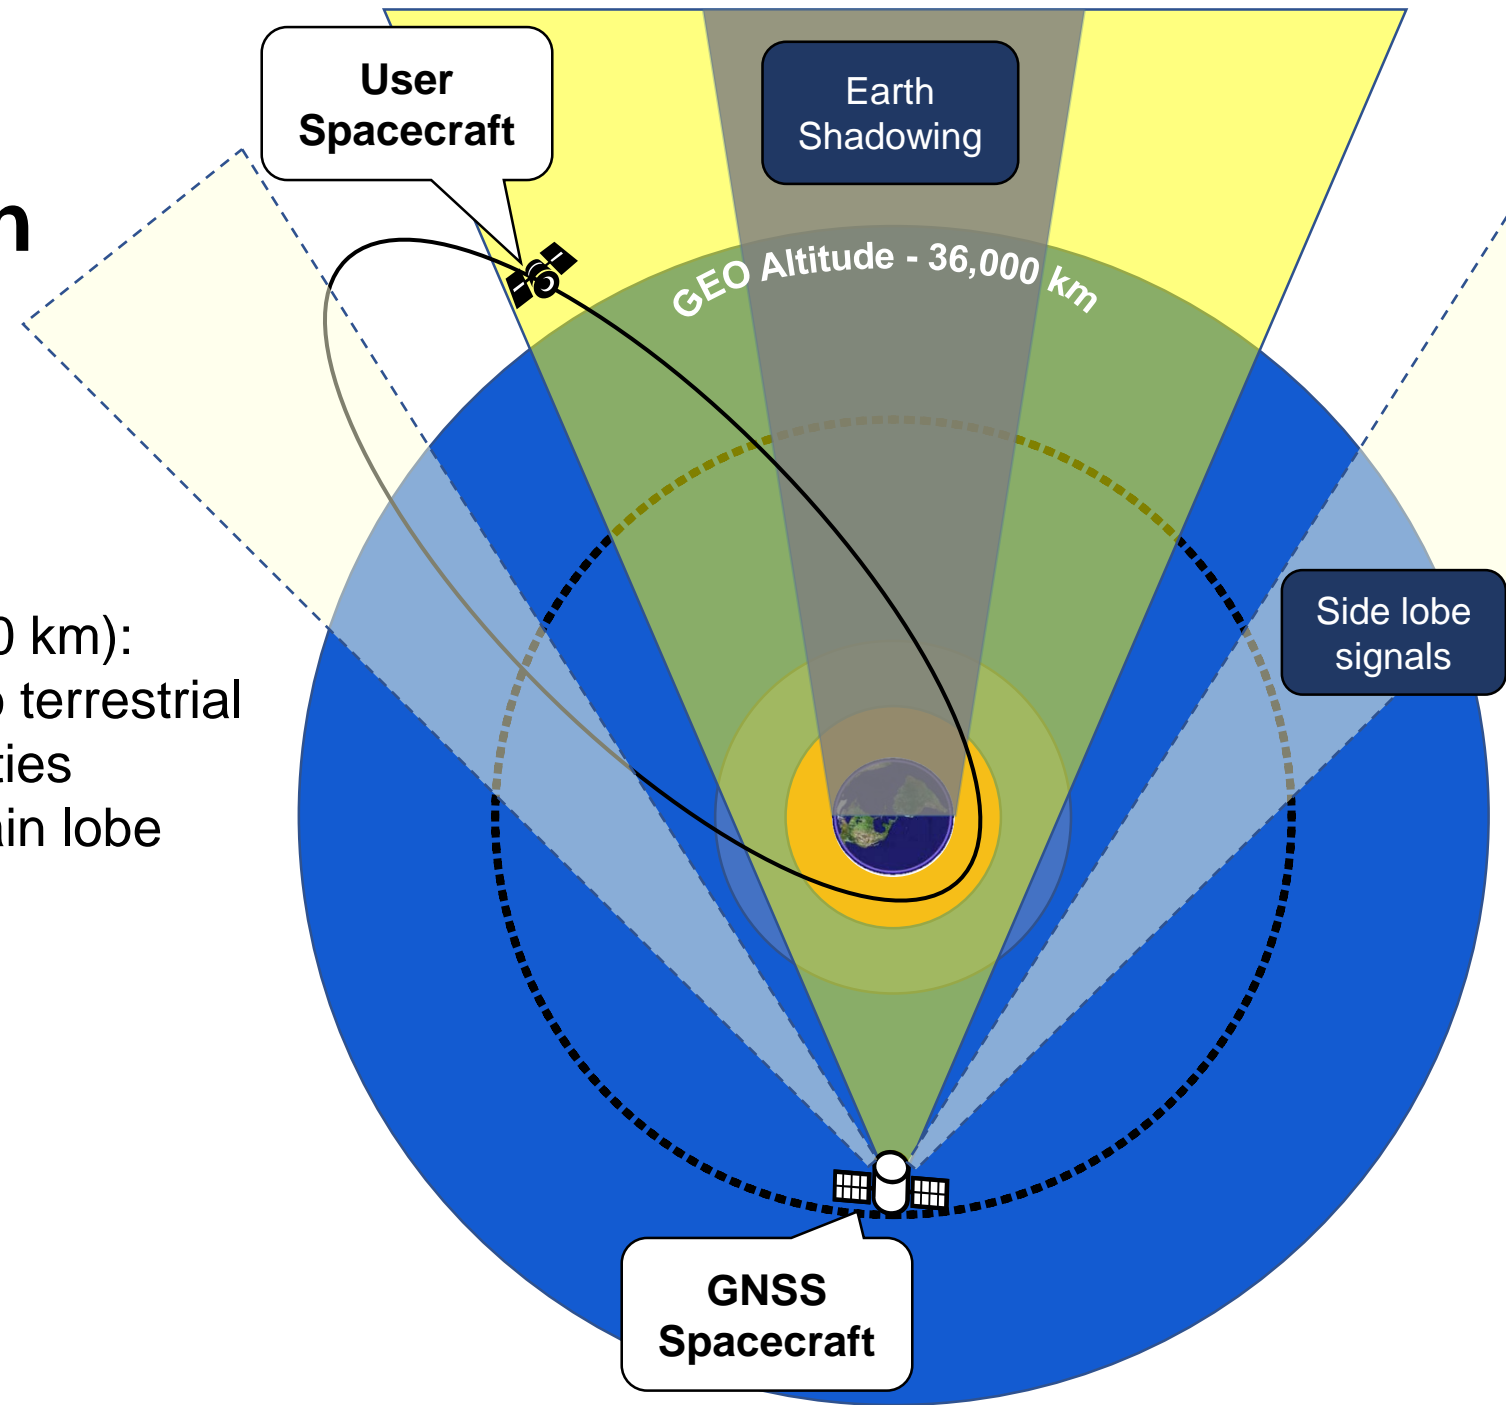 User
Spacecraft
Earth
Shadowing
n
GEO Altitude - 36,000 km
0 km):
o terrestrial
ties
ain lobe
Side lobe
signals
GNSS
Spacecraft